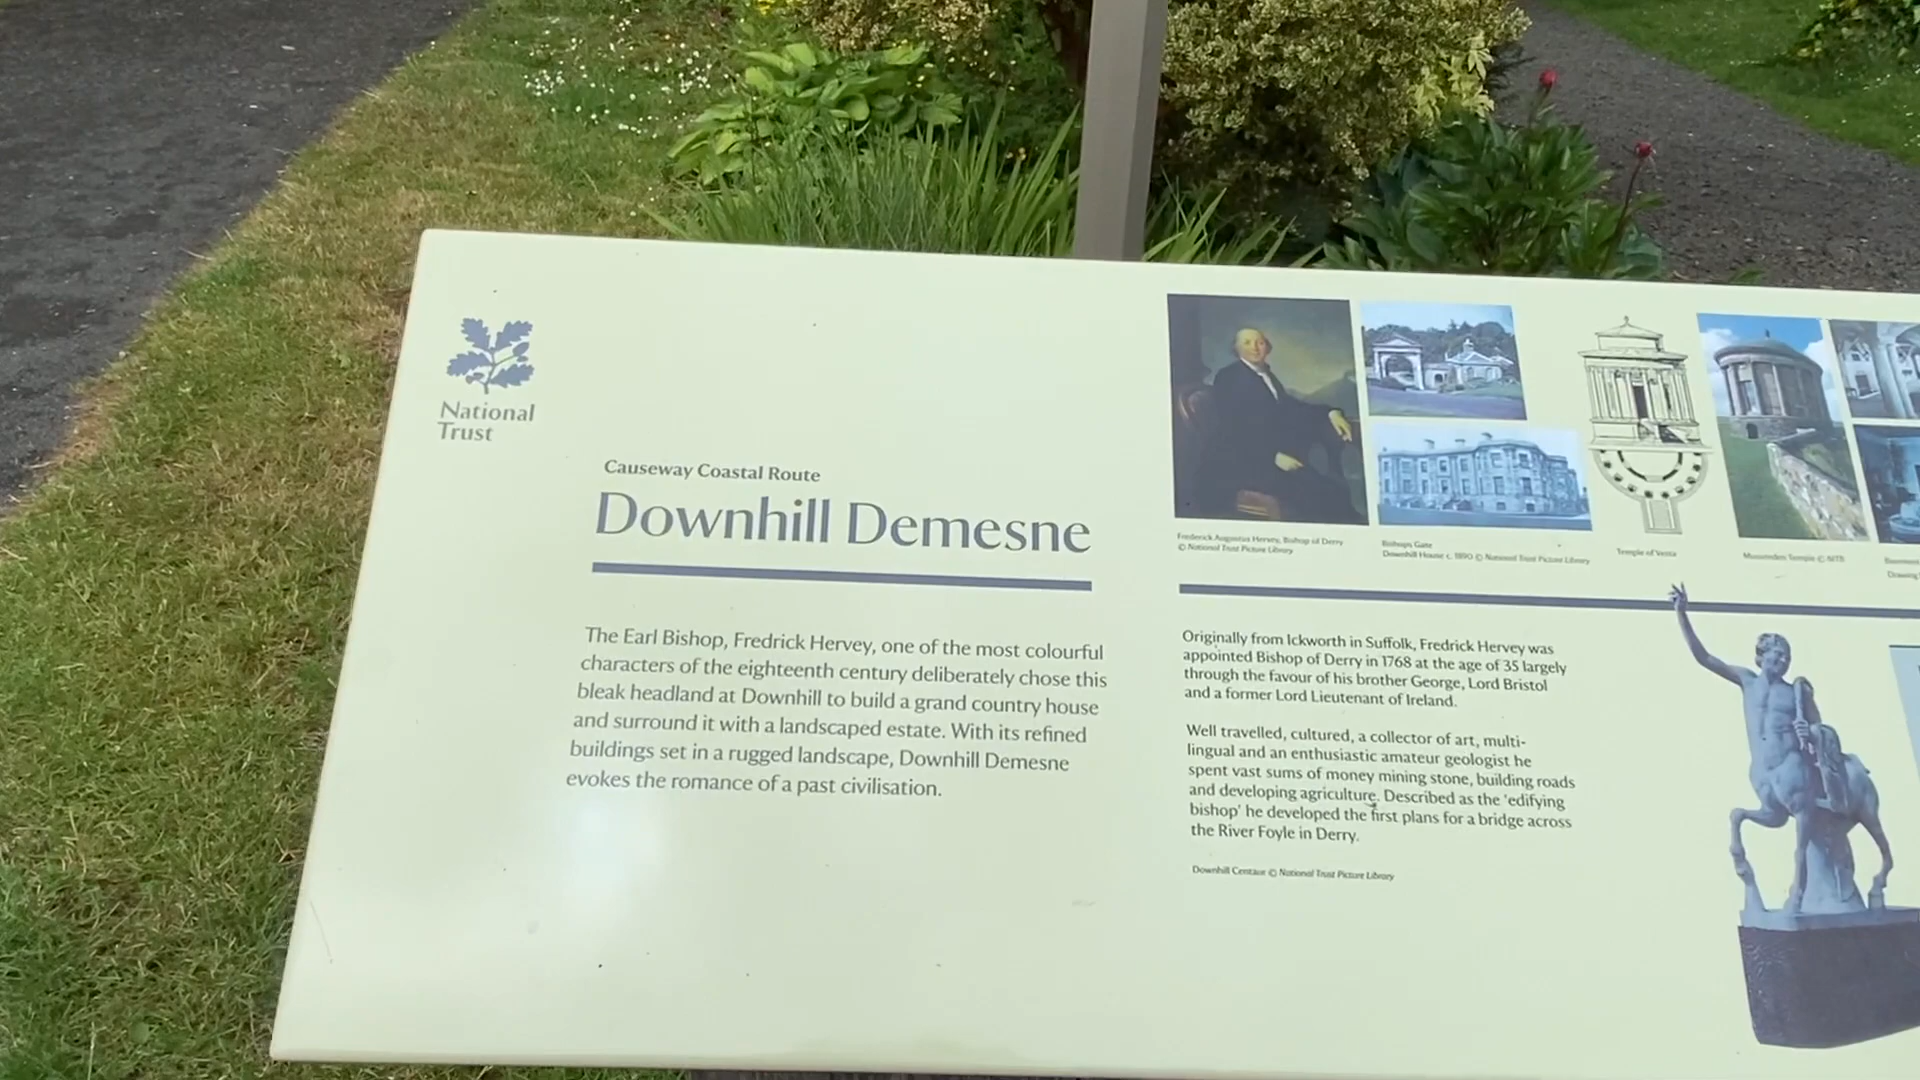 National
Trust
Causeway Coastal Route
Downhill Demesne
The Earl Bishop, Fredrick Hervey, one of the most colourful
characters of the eighteenth century deliberately chose this
bleak headland at Downhill to build a grand country house
and surround it with a landscaped estate. With its refined
buildings set in a rugged landscape, Downhill Demesne
evokes the romance of a past civilisation.
Frederick Augustus Hervey, Bishop of Derry
© National Trust Picture Library
Bishops Gate
Downhill House c. 1890 © National Trust Picture Library
Temple of Vesta
Mussenden Temple © NITB
Drawing
Originally from Ickworth in Suffolk, Fredrick Hervey was
appointed Bishop of Derry in 1768 at the age of 35 largely
through the favour of his brother George, Lord Bristol
and a former Lord Lieutenant of Ireland.
Well travelled, cultured, a collector of art, multi-
lingual and an enthusiastic amateur geologist he
spent vast sums of money mining stone, building roads
and developing agriculture. Described as the 'edifying
bishop' he developed the first plans for a bridge across
the River Foyle in Derry.
Downhill Centaur © National Trust Picture Library